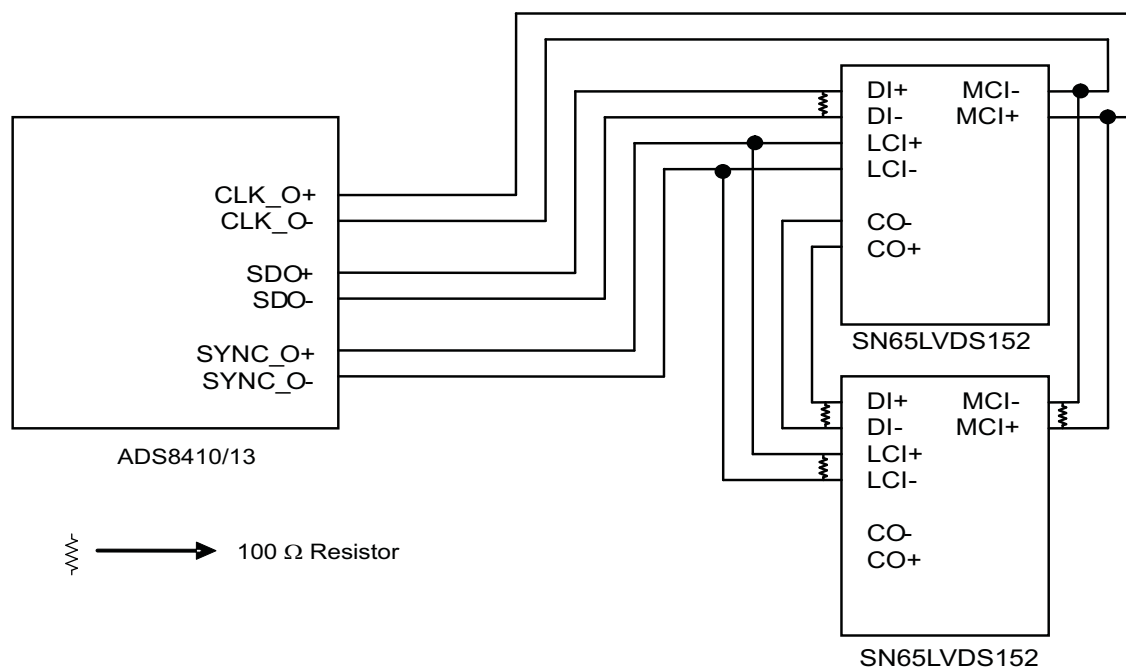 CLK_O+
CLK_O-
SDO+
SDO-
SYNC_O+
SYNC_O-
ADS8410/13
100 Ω Resistor
DI+ MCI-
DI- MCI+
LCI+
LCI-
CO-
CO+
SN65LVDS152
DI+ MCI-
DI- MCI+
LCI+
LCI-
CO-
CO+
SN65LVDS152